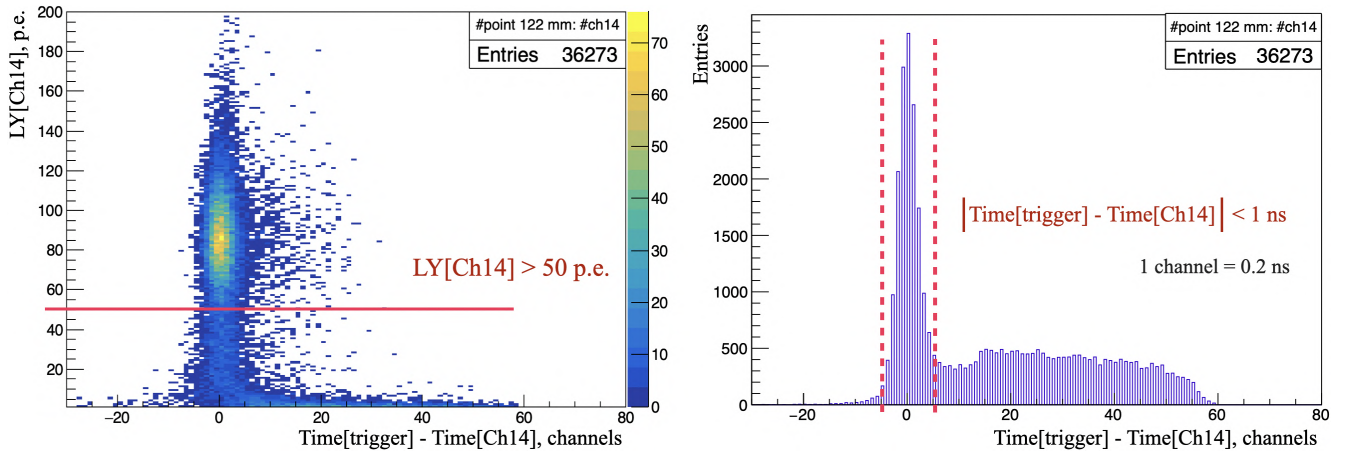 LY[Ch14], p.e.
200
180
160
140
120
100
80
60
40
20
#point 122 mm: #ch14
Entries 36273
LY[Ch14] > 50 p.e.
70
60
50
40
30
20
10
0
−20 0 20 40 60 80
Time[trigger] - Time[Ch14], channels
Entries
3000
2500
2000
1500
1000
500
0
#point 122 mm: #ch14
Entries 36273
|Time[trigger] - Time[Ch14]| < 1 ns
1 channel = 0.2 ns
−20 0 20 40 60 80
Time[trigger] - Time[Ch14], channels